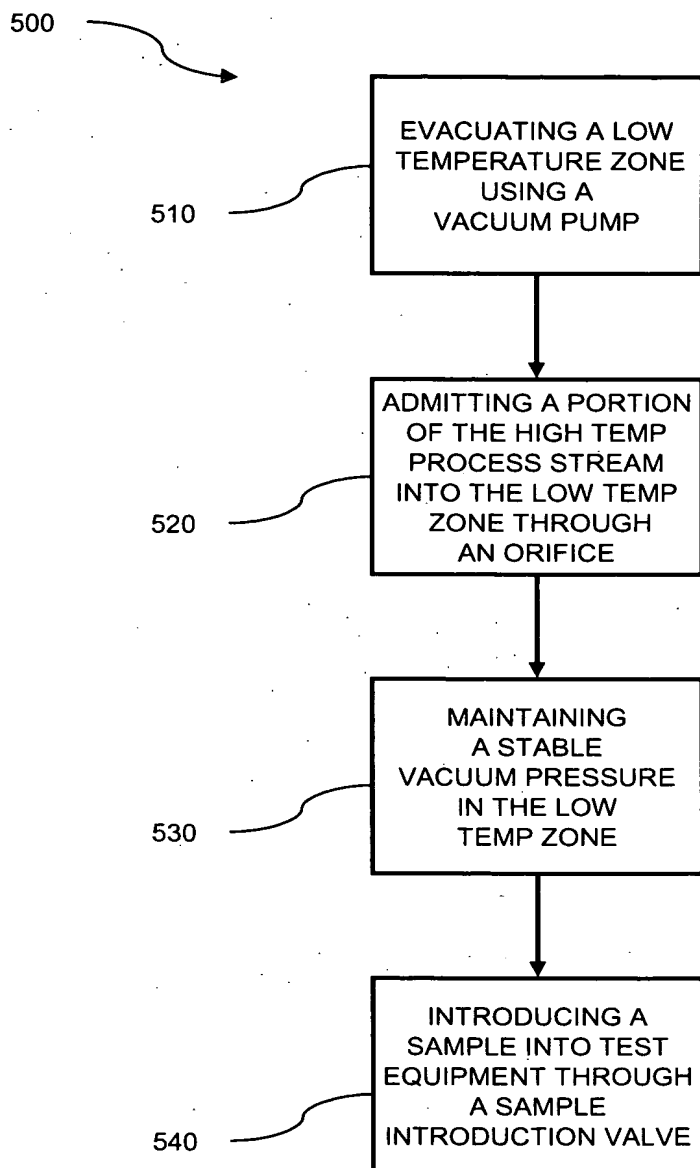 500
EVACUATING A LOW
TEMPERATURE ZONE
USING A
VACUUM PUMP
510
ADMITTING A PORTION
OF THE HIGH TEMP
PROCESS STREAM
INTO THE LOW TEMP
ZONE THROUGH
AN ORIFICE
520
MAINTAINING
A STABLE
VACUUM PRESSURE
IN THE LOW
TEMP ZONE
530
INTRODUCING A
SAMPLE INTO TEST
EQUIPMENT THROUGH
A SAMPLE
INTRODUCTION VALVE
540